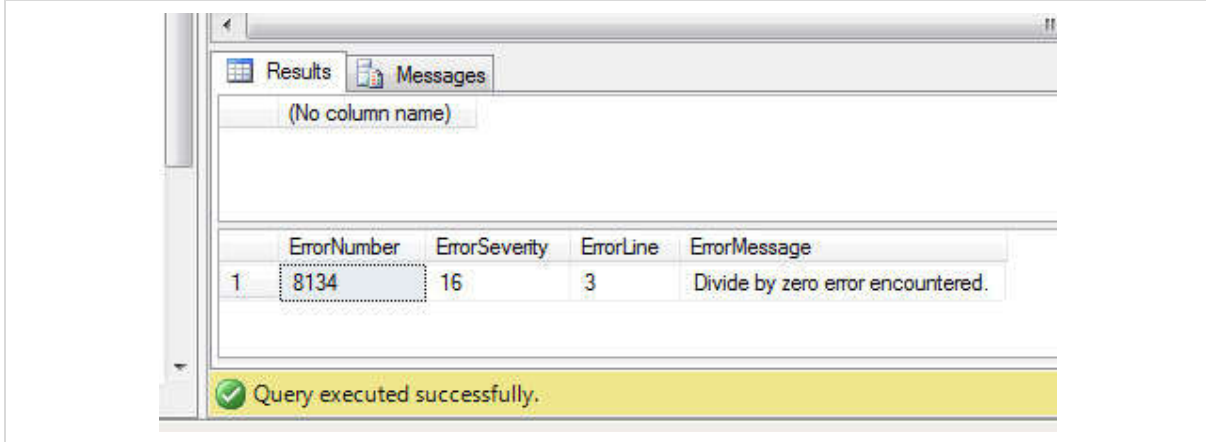 Results Messages
(No column name)
ErrorNumber ErrorSeverity ErrorLine ErrorMessage
1 8134 16 3 Divide by zero error encountered.
Query executed successfully.